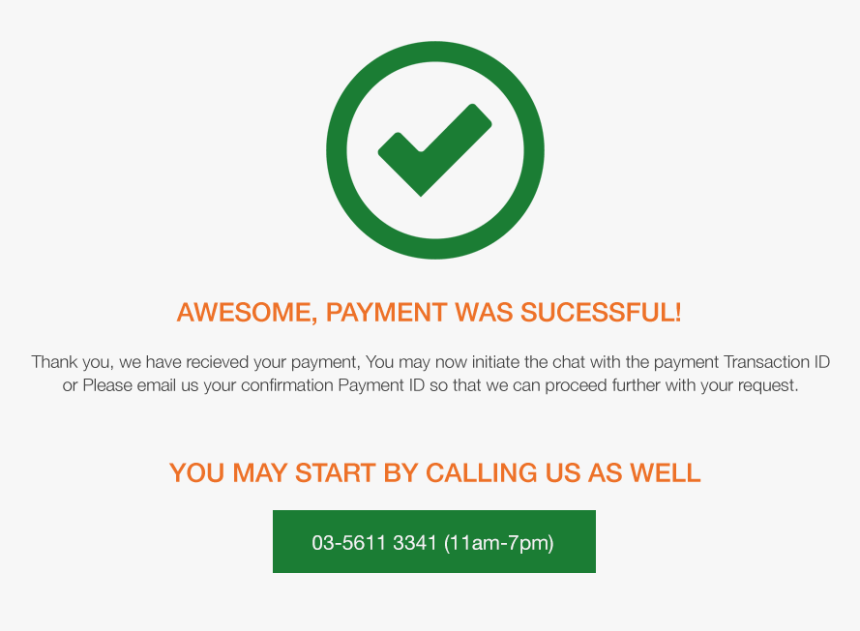 AWESOME, PAYMENT WAS SUCESSFUL!
Thank you, we have recieved your payment, You may now initiate the chat with the payment Transaction ID
or Please email us your confirmation Payment ID so that we can proceed further with your request.
YOU MAY START BY CALLING US AS WELL
03-5611 3341 (11am-7pm)